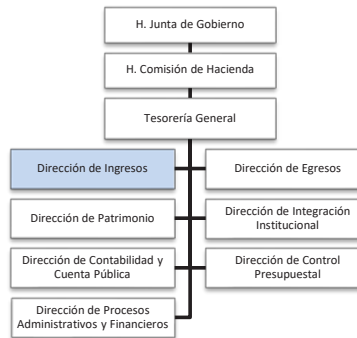 H. Junta de Gobierno
H. Comisión de Hacienda
Tesorería General
Dirección de Ingresos
Dirección de Egresos
Dirección de Patrimonio
Dirección de Integración
Institucional
Dirección de Contabilidad y
Cuenta Pública
Dirección de Control
Presupuestal
Dirección de Procesos
Administrativos y Financieros